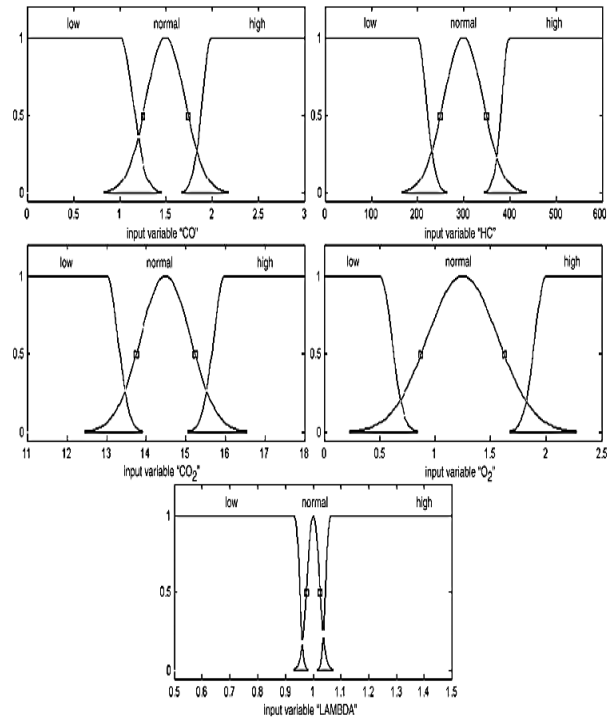 low normal high
1
0.5
0
0 0.5 1 1.5 2 2.5 3
input variable "CO"
low normal high
1
0.5
0
0 100 200 300 400 500 600
input variable "HC"
low normal high
1
0.5
0
11 12 13 14 15 16 17 18
input variable "CO₂"
low normal high
1
0.5
0
0 0.5 1 1.5 2 2.5
input variable "O₂"
low normal high
1
0.5
0
0.5 0.6 0.7 0.8 0.9 1 1.1 1.2 1.3 1.4 1.5
input variable "LAMBDA"